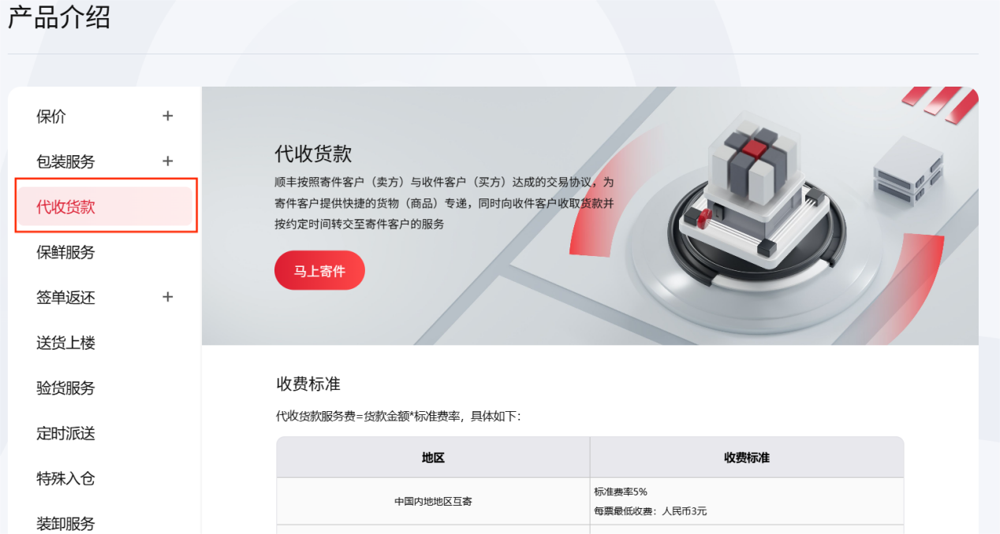 产品介绍
保价
包装服务
代收货款
保鲜服务
签单返还
送货上楼
验货服务
定时派送
特殊入仓
装卸服务
代收货款
顺丰按照寄件客户（卖方）与收件客户（买方）达成的交易协议，为
寄件客户提供快捷的货物（商品）专递，同时向收件客户收取货款并
按约定时间转交至寄件客户的服务
马上寄件
收费标准
代收货款服务费=货款金额*标准费率，具体如下：
地区 收费标准
中国内地地区互寄
标准费率5%
每票最低收费：人民币3元